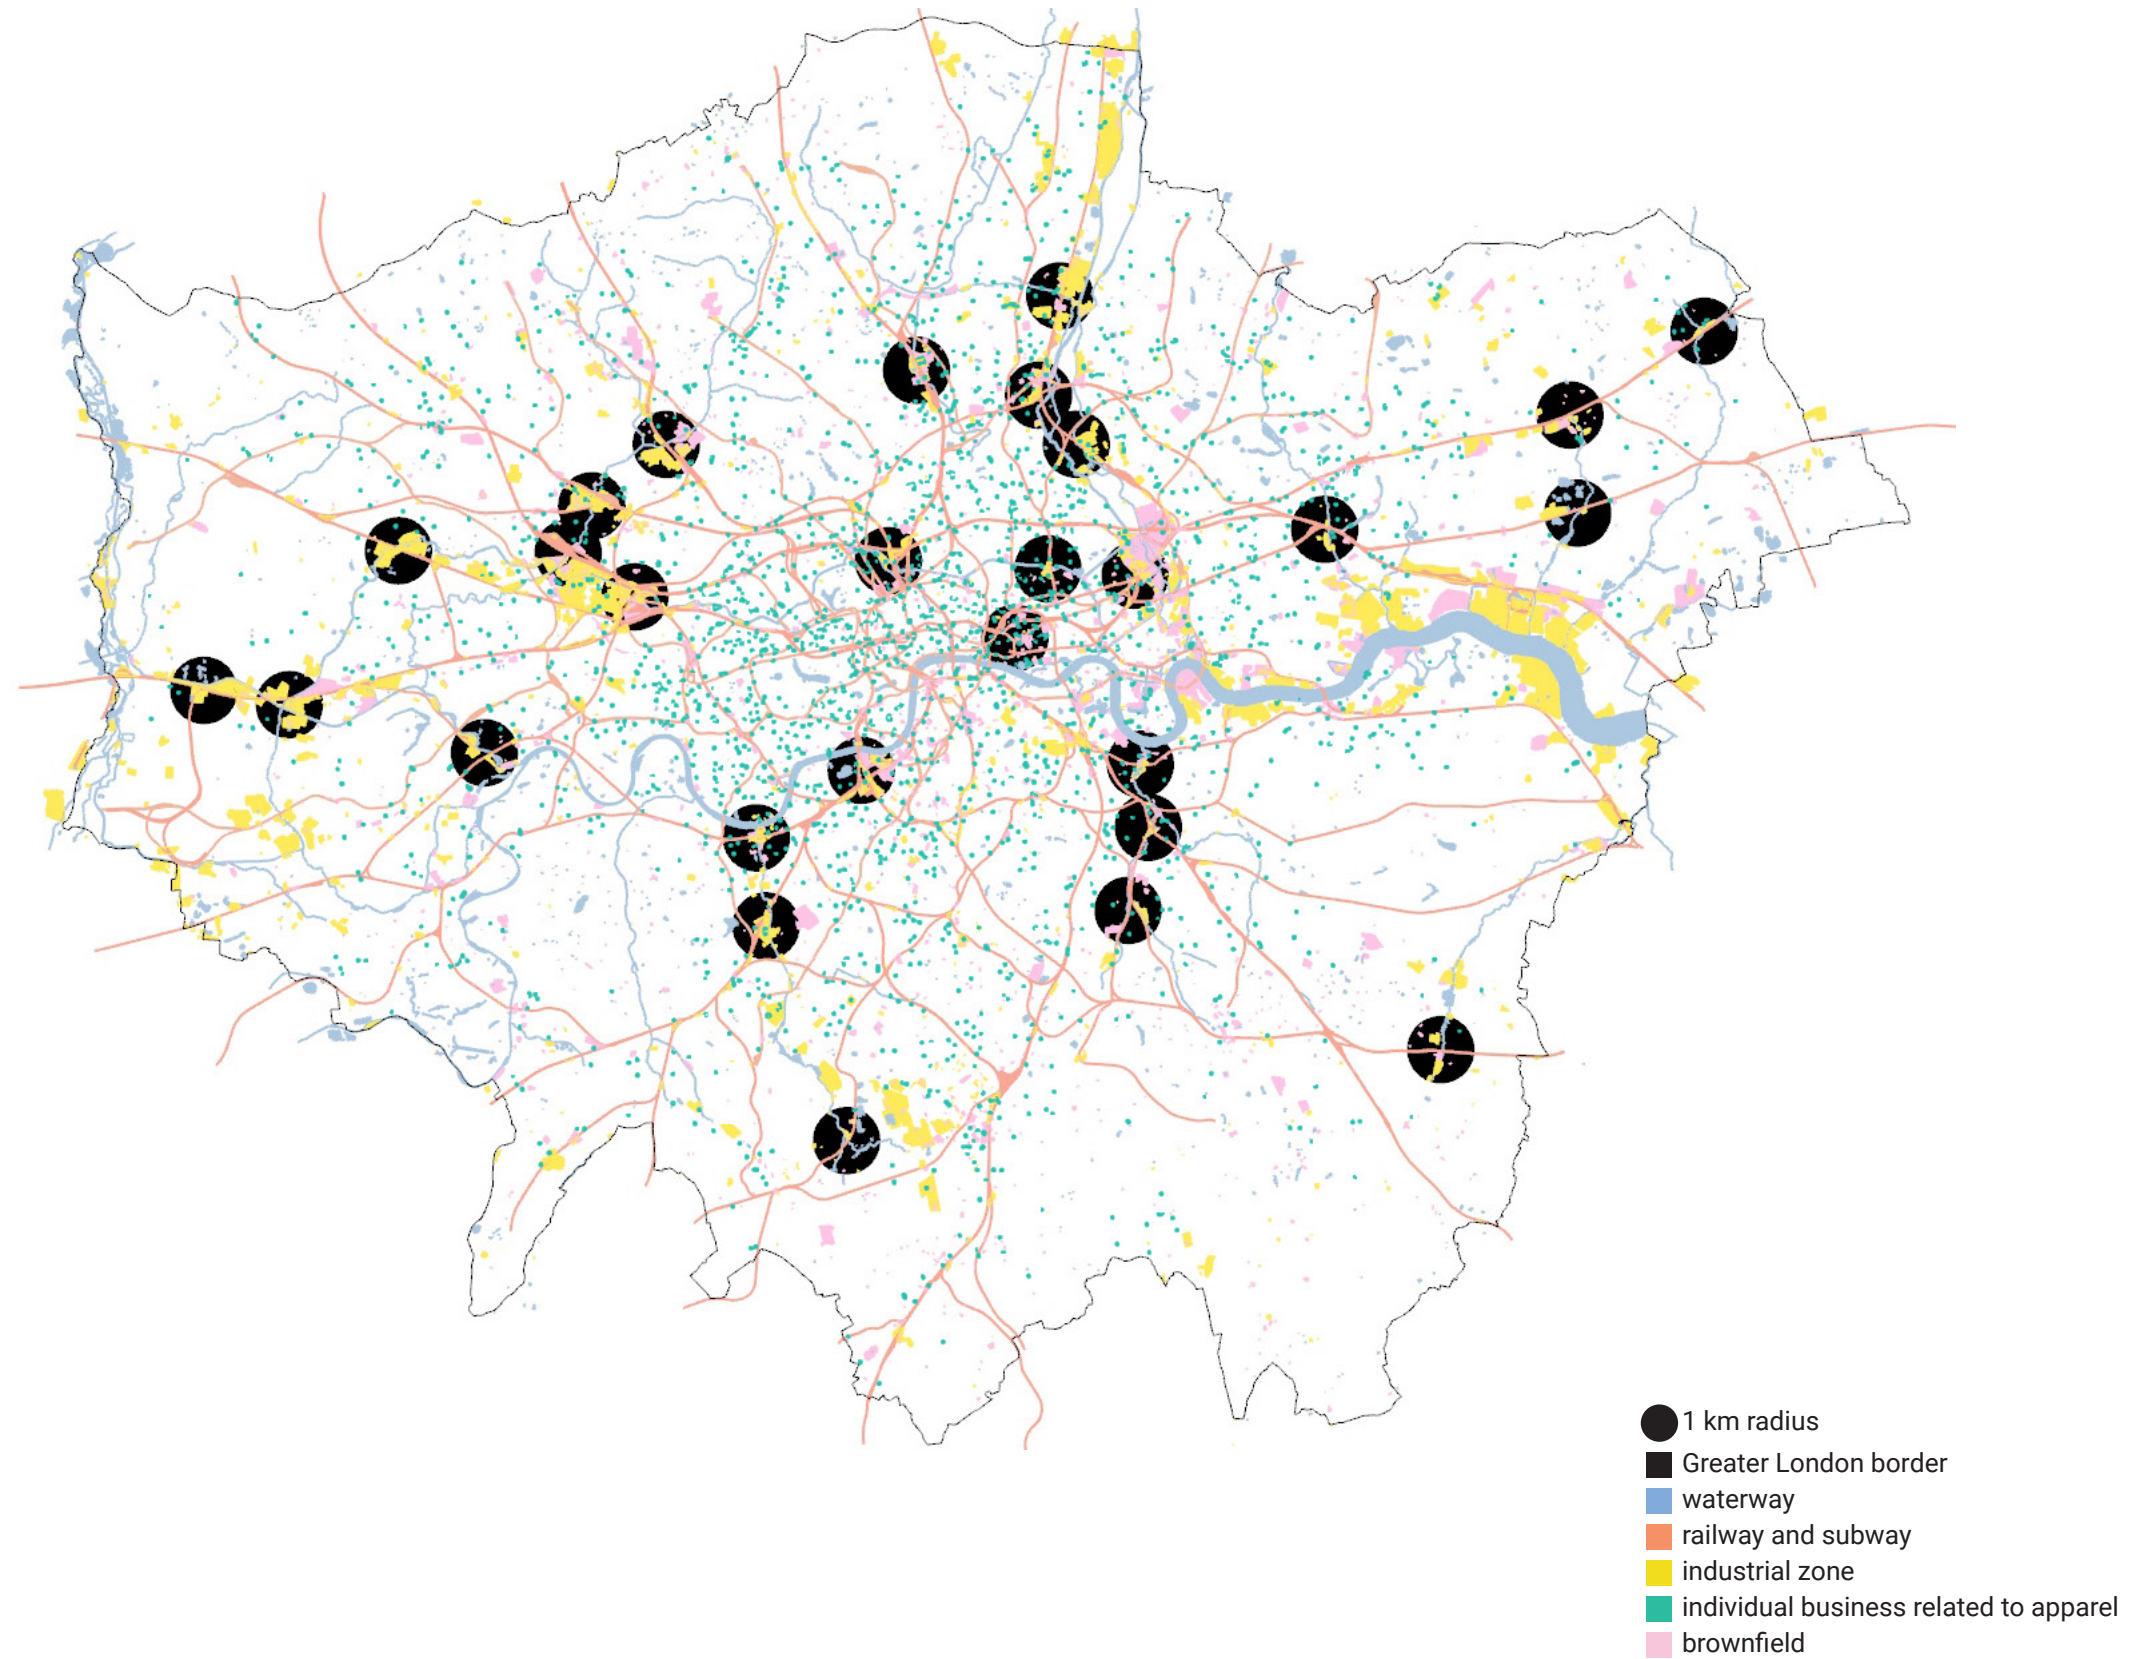 1 km radius
Greater London border
waterway
railway and subway
industrial zone
individual business related to apparel
brownfield